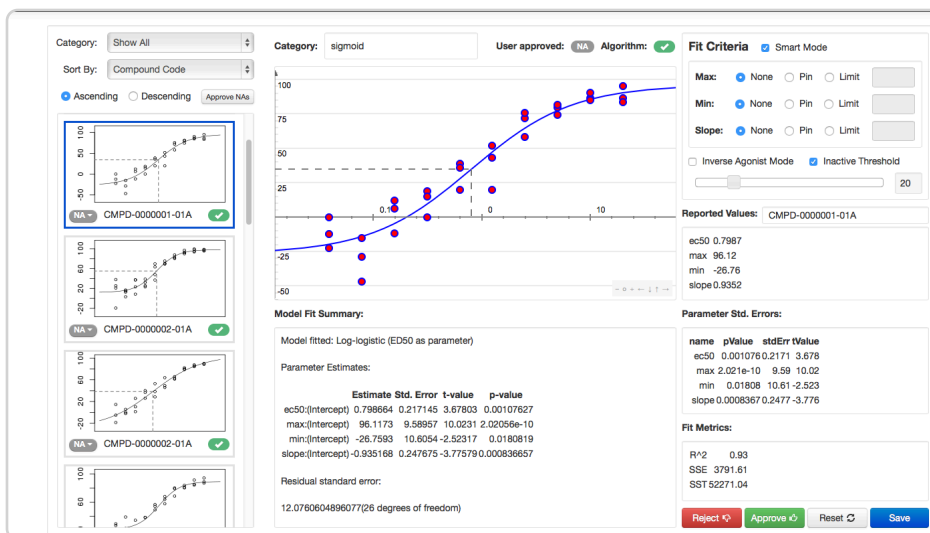 Category: Show All
Sort By: Compound Code
Ascending Descending Approve NAs
100
50
0
-50
NA CMPD-0000001-01A
100
60
20
-20
NA CMPD-0000002-01A
100
60
20
-20
NA CMPD-0000002-01A
100
60
Category: sigmoid User approved: NA Algorithm:
100
75
50
25
0.1 0 10
-25
-50
Model Fit Summary:
Model fitted: Log-logistic (ED50 as parameter)
Parameter Estimates:
Estimate Std. Error t-value p-value
ec50:(Intercept) 0.798664 0.217145 3.67803 0.00107627
max:(Intercept) 96.1173 9.58957 10.0231 2.02056e-10
min:(Intercept) -26.7593 10.6054 -2.52317 0.0180819
slope:(Intercept) -0.935168 0.247675 -3.77579 0.000836657
Residual standard error:
12.0760604896077(26 degrees of freedom)
Fit Criteria Smart Mode
Max: None Pin Limit
Min: None Pin Limit
Slope: None Pin Limit
Inverse Agonist Mode Inactive Threshold
20
Reported Values: CMPD-0000001-01A
ec50 0.7987
max 96.12
min -26.76
slope 0.9352
Parameter Std. Errors:
name pValue stdErr tValue
ec50 0.001076 0.2171 3.678
max 2.021e-10 9.59 10.02
min 0.01808 10.61 -2.523
slope 0.0008367 0.2477 -3.776
Fit Metrics:
R^2 0.93
SSE 3791.61
SST 52271.04
Reject Approve Reset Save